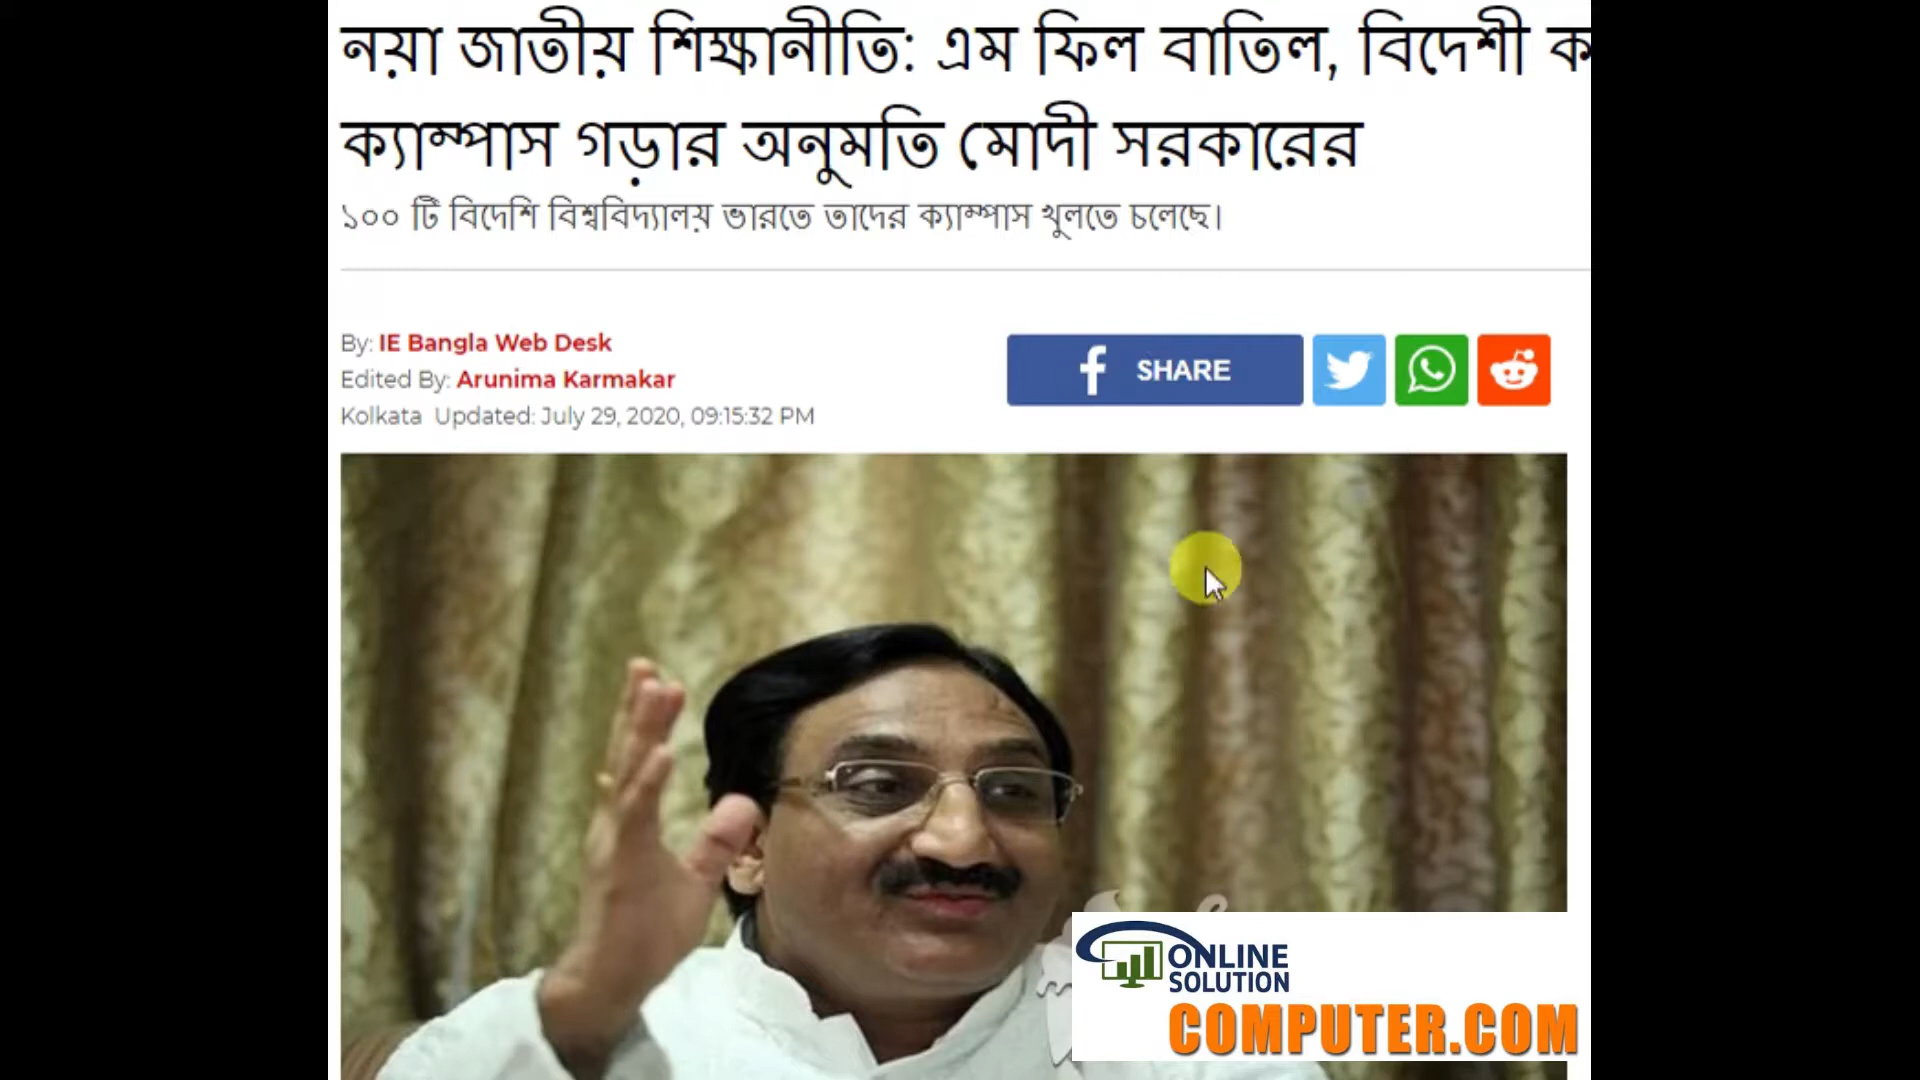 নয়া জাতীয় শিক্ষানীতি: এম ফিল বাতিল, বিদেশী ক
ক্যাম্পাস গড়ার অনুমতি মোদী সরকারের
১০০ টি বিদেশি বিশ্ববিদ্যালয় ভারতে তাদের ক্যাম্পাস খুলতে চলেছে।
By: IE Bangla Web Desk
Edited By: Arunima Karmakar
Kolkata Updated: July 29, 2020, 09:15:32 PM
SHARE
ONLINE
SOLUTION
COMPUTER.COM